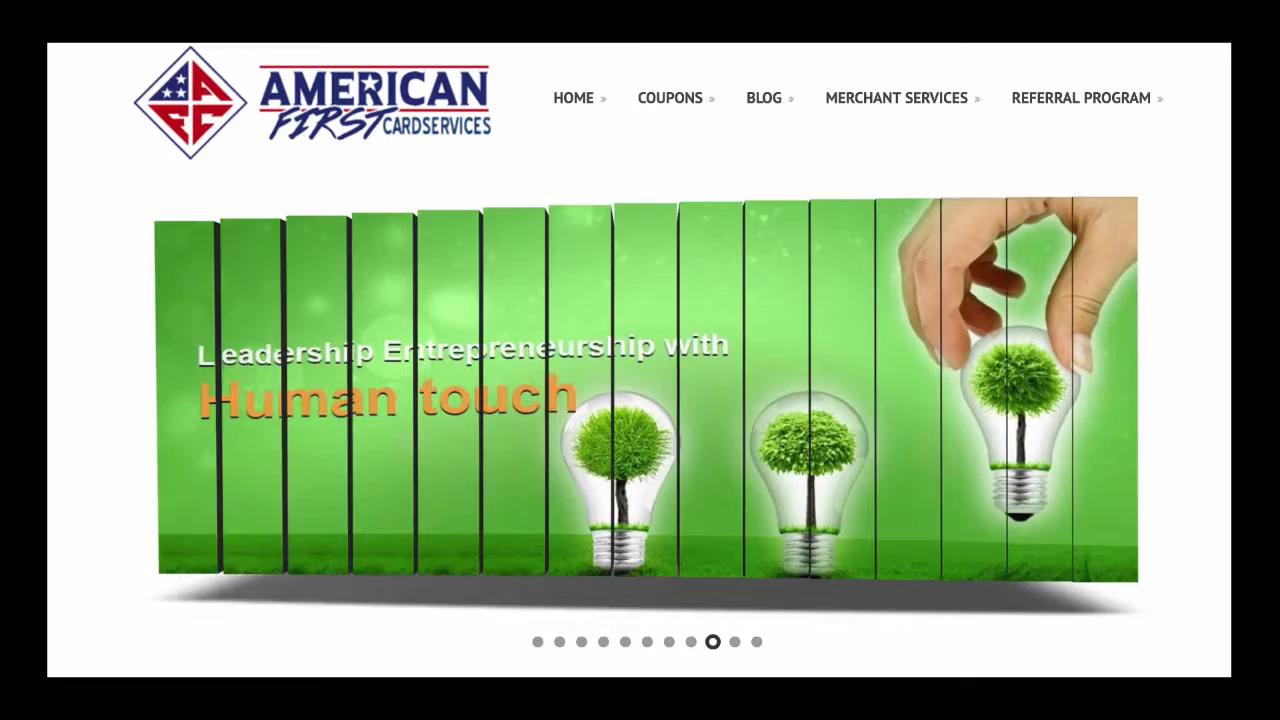 AMERICAN
FIRST CARDSERVICES
HOME » COUPONS » BLOG » MERCHANT SERVICES » REFERRAL PROGRAM »
Leadership Entrepreneurship with
Human touch